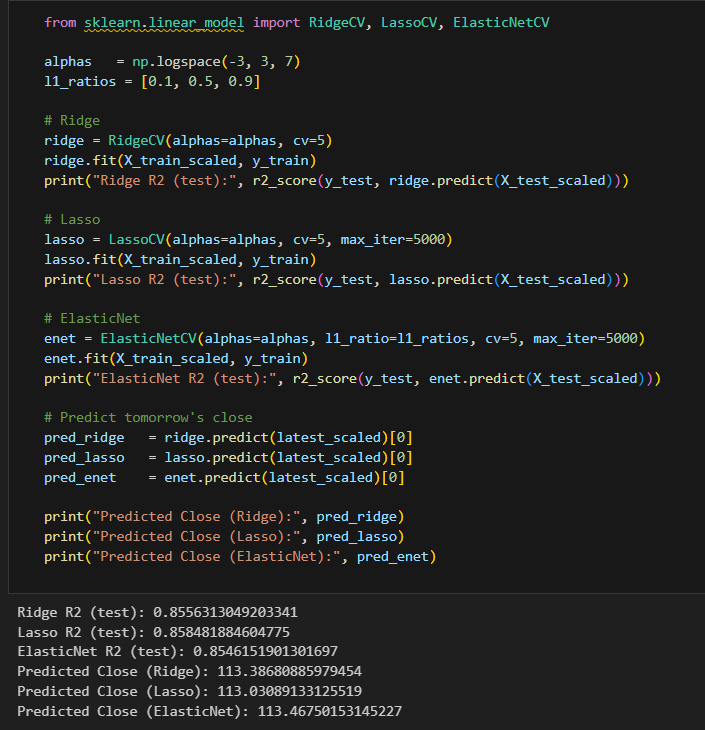 from sklearn.linear_model import RidgeCV, LassoCV, ElasticNetCV
alphas   = np.logspace(-3, 3, 7)
l1_ratios = [0.1, 0.5, 0.9]
# Ridge
ridge = RidgeCV(alphas=alphas, cv=5)
ridge.fit(X_train_scaled, y_train)
print("Ridge R2 (test):", r2_score(y_test, ridge.predict(X_test_scaled)))
# Lasso
lasso = LassoCV(alphas=alphas, cv=5, max_iter=5000)
lasso.fit(X_train_scaled, y_train)
print("Lasso R2 (test):", r2_score(y_test, lasso.predict(X_test_scaled)))
# ElasticNet
enet = ElasticNetCV(alphas=alphas, l1_ratio=l1_ratios, cv=5, max_iter=5000)
enet.fit(X_train_scaled, y_train)
print("ElasticNet R2 (test):", r2_score(y_test, enet.predict(X_test_scaled)))
# Predict tomorrow's close
pred_ridge   = ridge.predict(latest_scaled)[0]
pred_lasso   = lasso.predict(latest_scaled)[0]
pred_enet    = enet.predict(latest_scaled)[0]
print("Predicted Close (Ridge):", pred_ridge)
print("Predicted Close (Lasso):", pred_lasso)
print("Predicted Close (ElasticNet):", pred_enet)
Ridge R2 (test): 0.8556313049203341
Lasso R2 (test): 0.858481884604775
ElasticNet R2 (test): 0.8546151901301697
Predicted Close (Ridge): 113.38680885979454
Predicted Close (Lasso): 113.03089133125519
Predicted Close (ElasticNet): 113.46750153145227